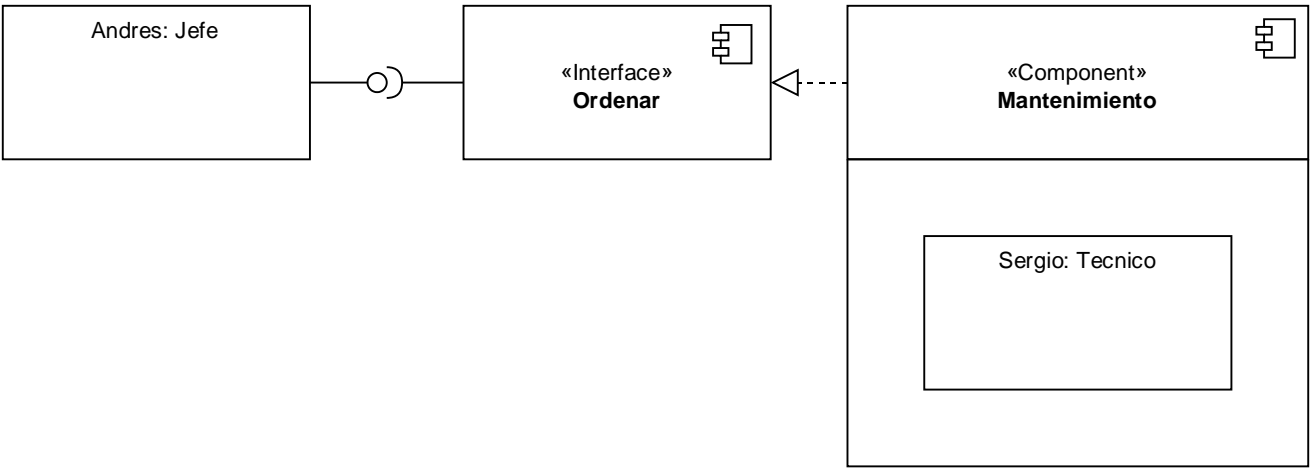 Andres: Jefe
«Interface»
Ordenar
«Component»
Mantenimiento
Sergio: Tecnico